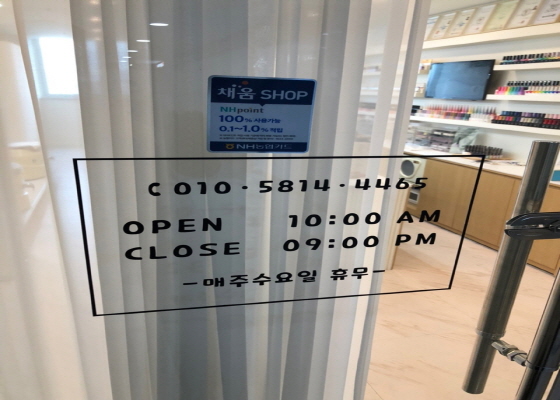 채움 SHOP
NHpoint
100% 사용가능
0.1~1.0% 적립
NH농협카드
010·5814·4465
OPEN 10:00 AM
CLOSE 09:00 PM
-매주수요일 휴무-